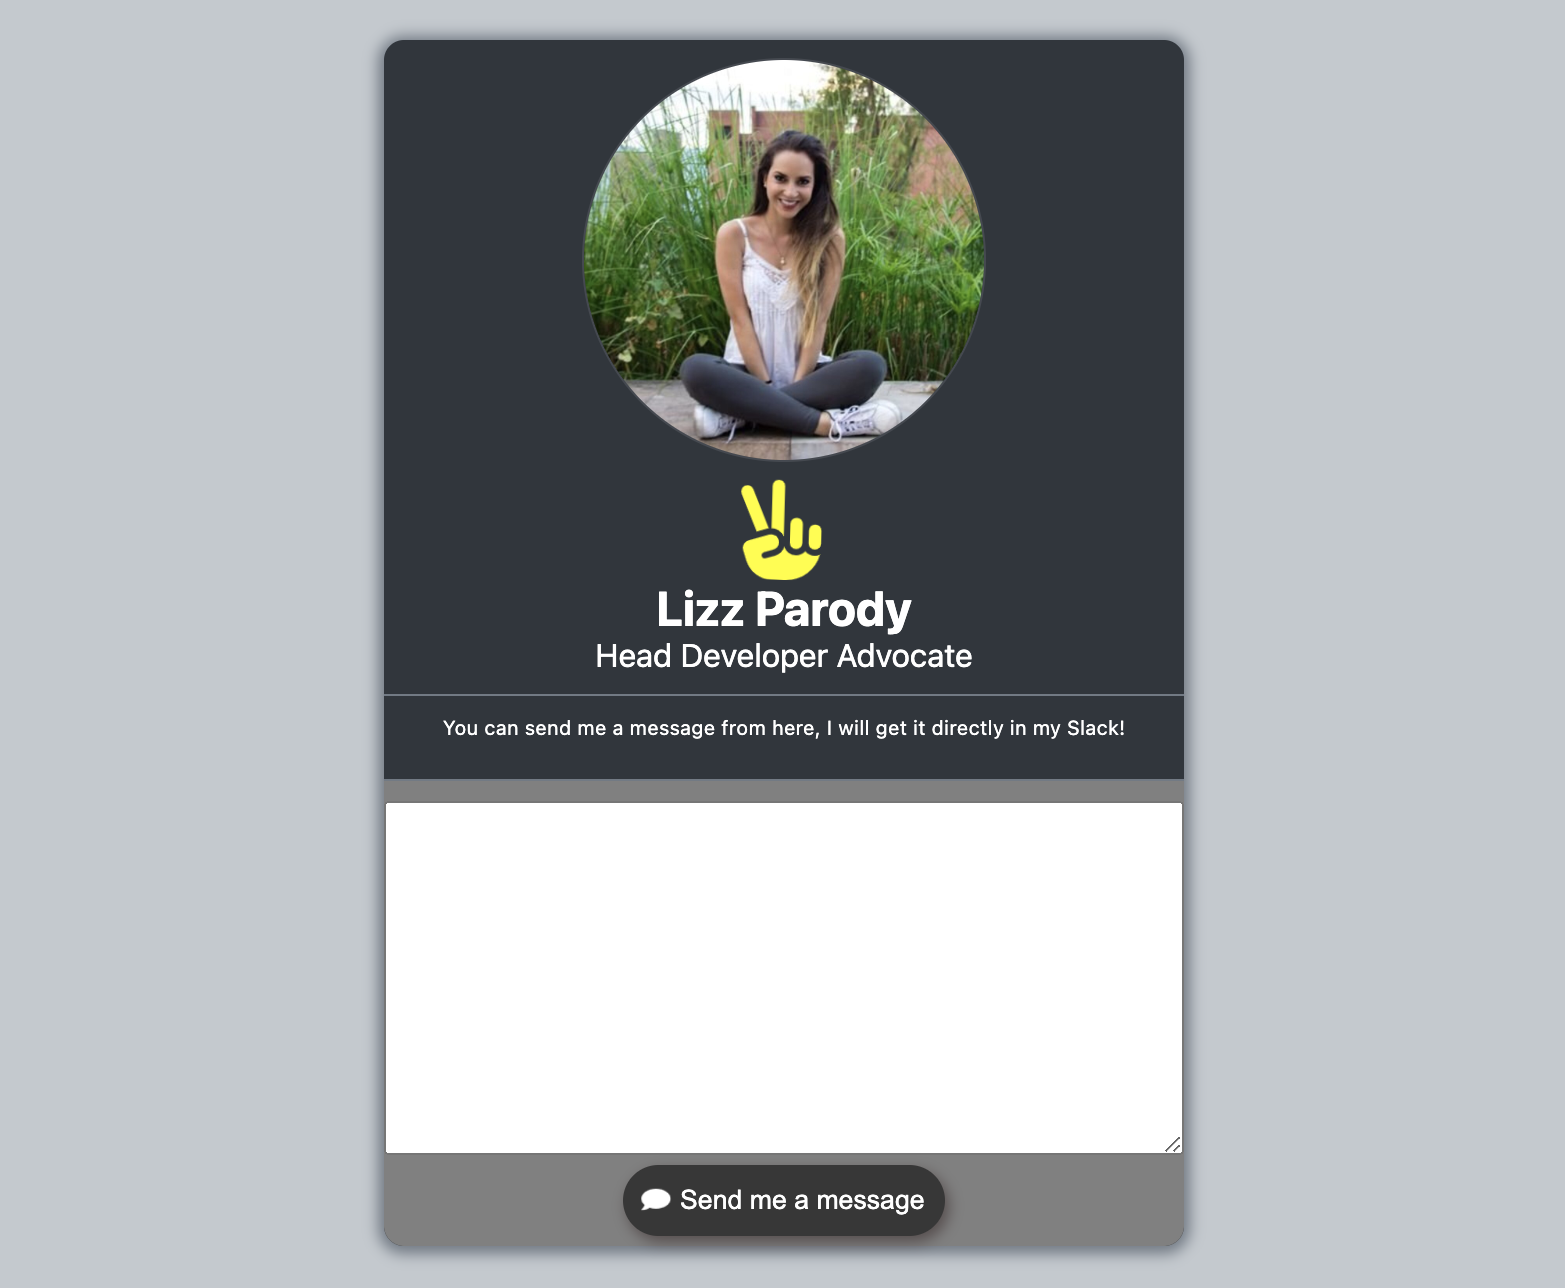 Lizz Parody
Head Developer Advocate
You can send me a message from here, I will get it directly in my Slack!
Send me a message